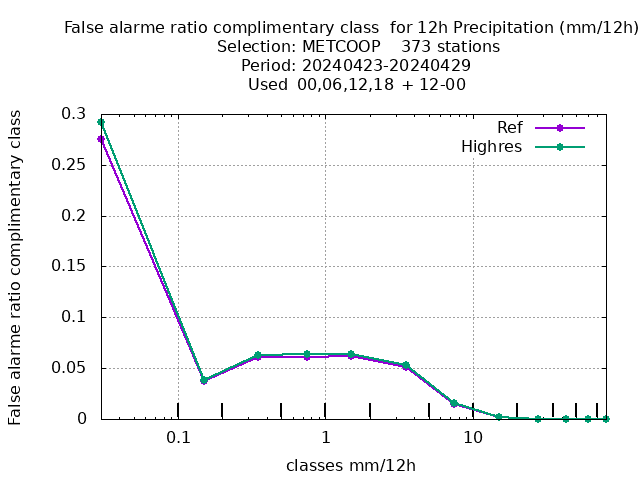 False alarme ratio complimentary class  for 12h Precipitation (mm/12h)
Selection: METCOOP    373 stations
Period: 20240423-20240429
Used  00,06,12,18  + 12-00
False alarme ratio complimentary class
0.3
0.25
0.2
0.15
0.1
0.05
0
Ref
Highres
0.1
1
10
classes mm/12h